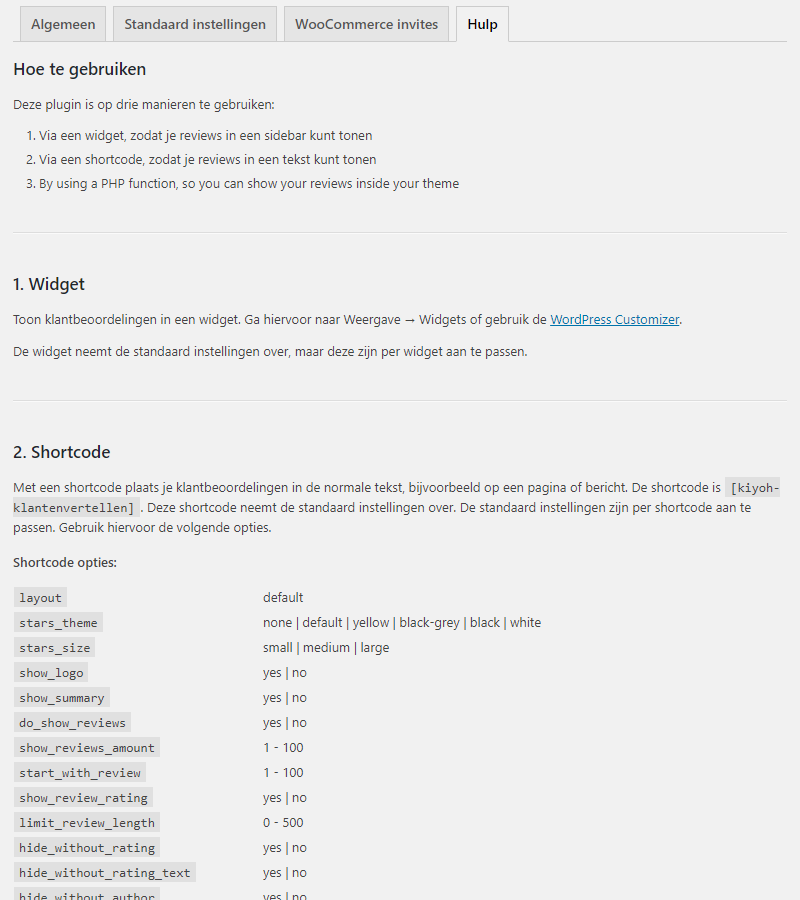 Algemeen Standaard instellingen WooCommerce invites Hulp
Hoe te gebruiken
Deze plugin is op drie manieren te gebruiken:
1. Via een widget, zodat je reviews in een sidebar kunt tonen
2. Via een shortcode, zodat je reviews in een tekst kunt tonen
3. By using a PHP function, so you can show your reviews inside your theme
1. Widget
Toon klantbeoordelingen in een widget. Ga hiervoor naar Weergave → Widgets of gebruik de WordPress Customizer.
De widget neemt de standaard instellingen over, maar deze zijn per widget aan te passen.
2. Shortcode
Met een shortcode plaats je klantbeoordelingen in de normale tekst, bijvoorbeeld op een pagina of bericht. De shortcode is [kiyoh-
klantenvertellen] . Deze shortcode neemt de standaard instellingen over. De standaard instellingen zijn per shortcode aan te
passen. Gebruik hiervoor de volgende opties.
Shortcode opties:
layout default
stars_theme none | default | yellow | black-grey | black | white
stars_size small | medium | large
show_logo yes | no
show_summary yes | no
do_show_reviews yes | no
show_reviews_amount 1 - 100
start_with_review 1 - 100
show_review_rating yes | no
limit_review_length 0 - 500
hide_without_rating yes | no
hide_without_rating_text yes | no
hide_without_author yes | no